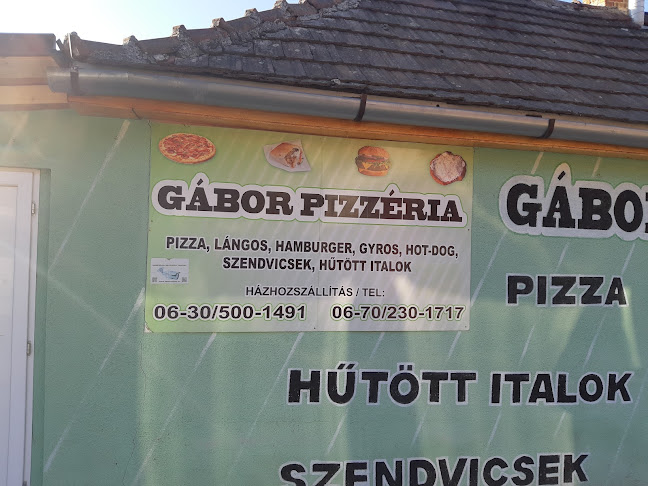 GÁBOR PIZZÉRIA
PIZZA, LÁNGOS, HAMBURGER, GYROS, HOT-DOG,
SZENDVICSEK, HŰTÖTT ITALOK
HÁZHOZSZÁLLÍTÁS / TEL:
06-30/500-1491 06-70/230-1717
GÁBO
PIZZA
HŰTÖTT ITALOK
SZENDVICSEK